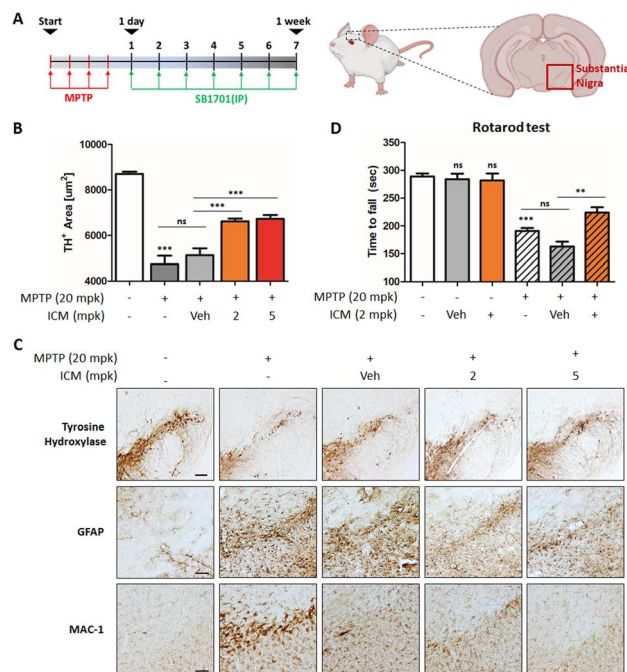 A
Start 1 day 1 week
1 2 3 4 5 6 7
MPTP SB1701(IP)
Substantia
Nigra
B
TH+ Area [um²]
10000
8000
6000
4000
***
ns
***
***
MPTP (20 mpk) - + + + +
ICM (mpk) - - Veh 2 5
D
Rotarod test
Time to fall (sec)
350
300
250
200
150
100
ns ns
***
ns
**
MPTP (20 mpk) - - - + + +
ICM (2 mpk) - Veh + - Veh +
C
MPTP (20 mpk) - + + + +
ICM (mpk) - - Veh 2 5
Tyrosine
Hydroxylase
GFAP
MAC-1